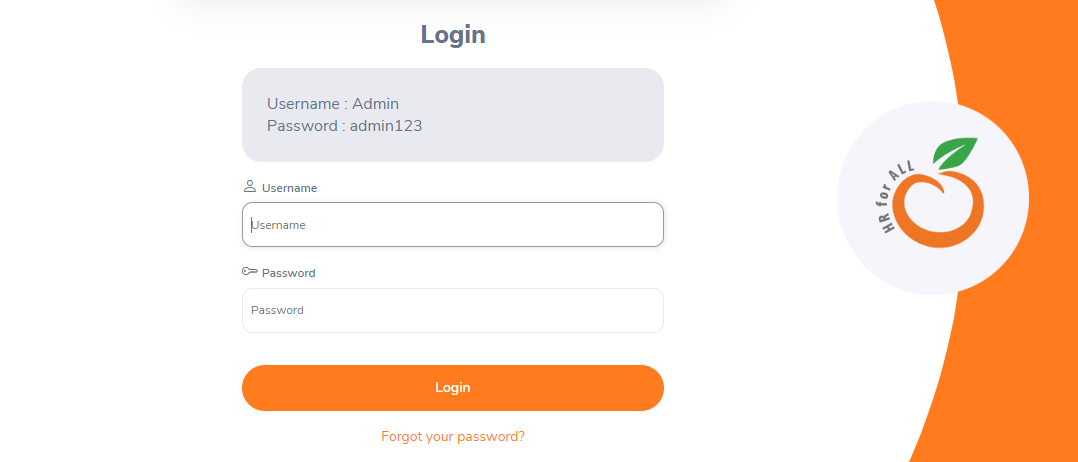 Login
Username : Admin
Password : admin123
Username
Username
Password
Password
Login
Forgot your password?
HR for ALL